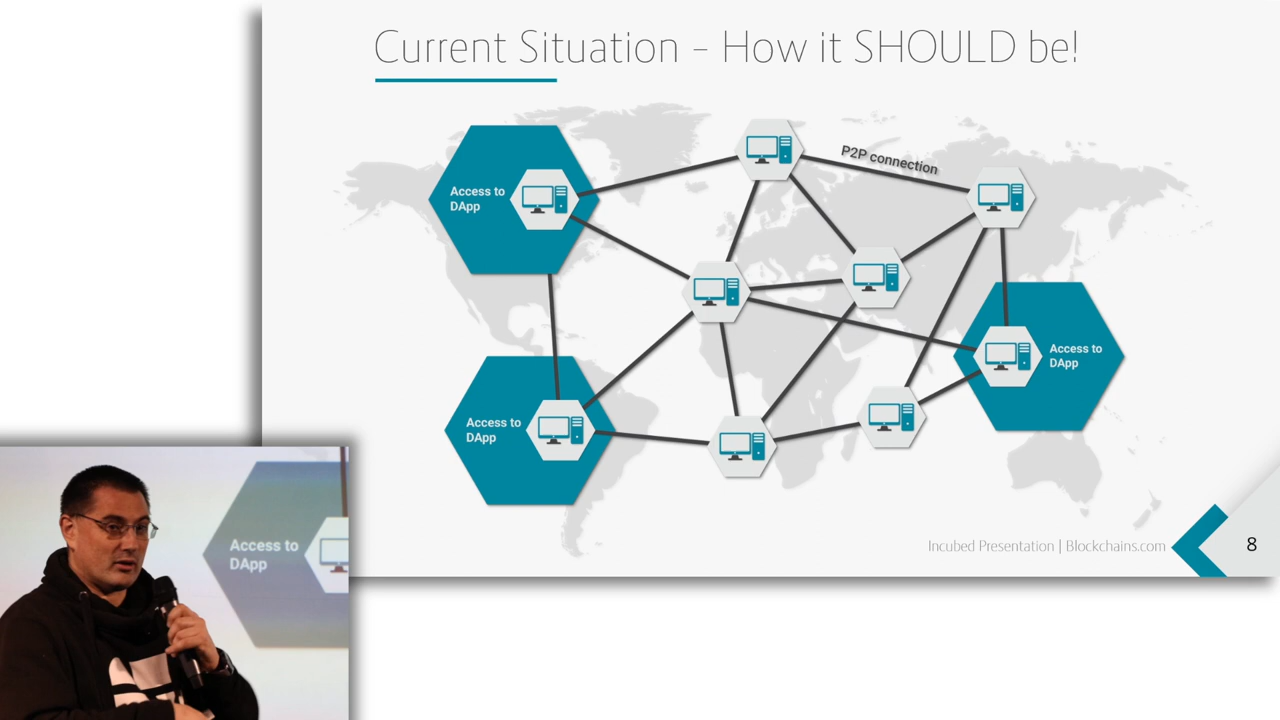 Current Situation – How it SHOULD be!
P2P connection
Access to
DApp
Access to
DApp
Access to
DApp
Incubed Presentation | Blockchains.com
8
Access to
DApp